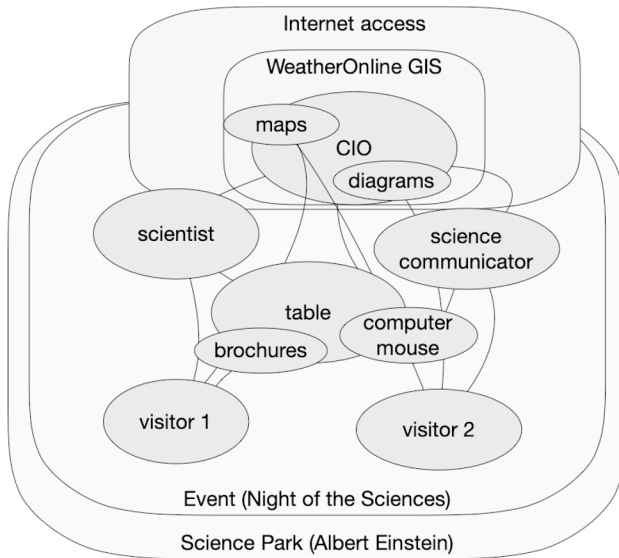 Internet access
WeatherOnline GIS
maps
CIO
diagrams
scientist
science
communicator
table
computer
mouse
brochures
visitor 1
visitor 2
Event (Night of the Sciences)
Science Park (Albert Einstein)